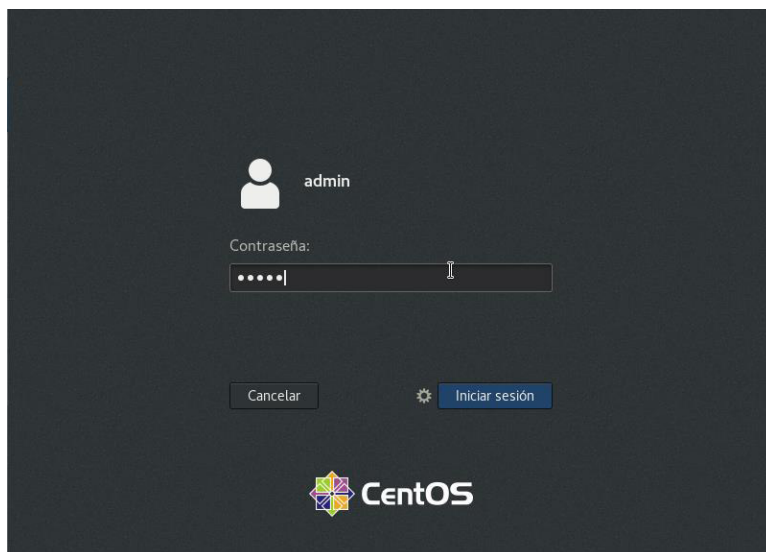 admin
Contraseña:
•••••
Cancelar
Iniciar sesión
CentOS